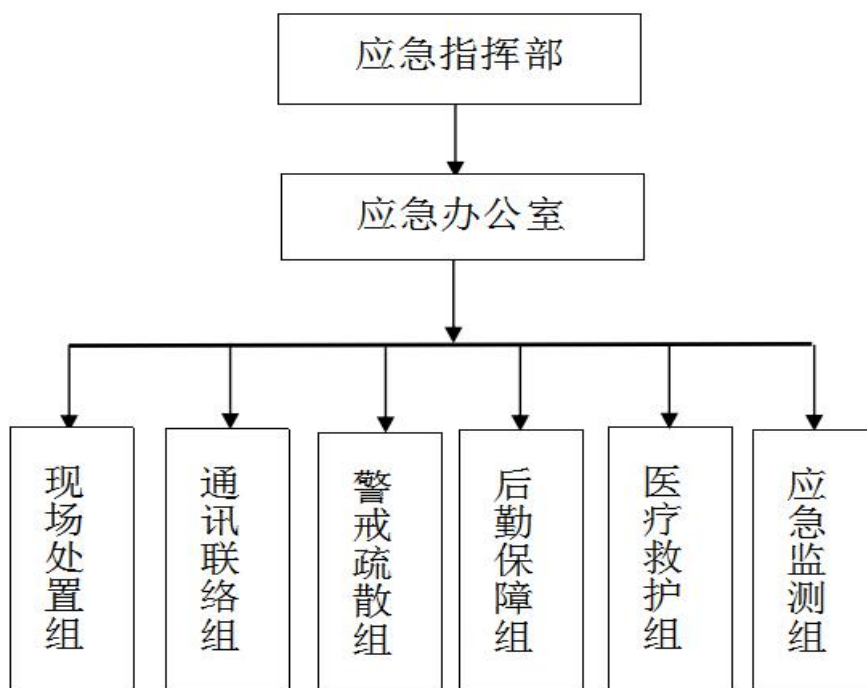 应急指挥部
应急办公室
现场处置组
通讯联络组
警戒疏散组
后勤保障组
医疗救护组
应急监测组